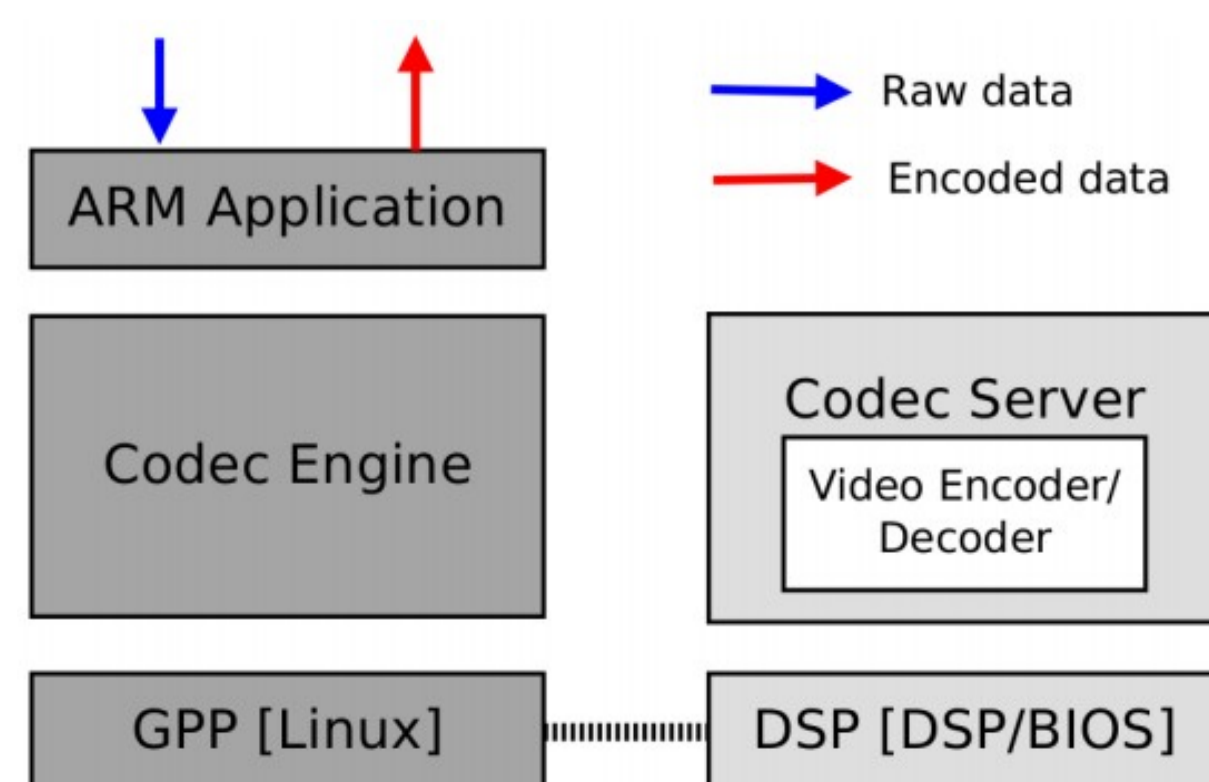 Raw data
Encoded data
ARM Application
Codec Engine
Codec Server
Video Encoder/
Decoder
GPP [Linux]
DSP [DSP/BIOS]